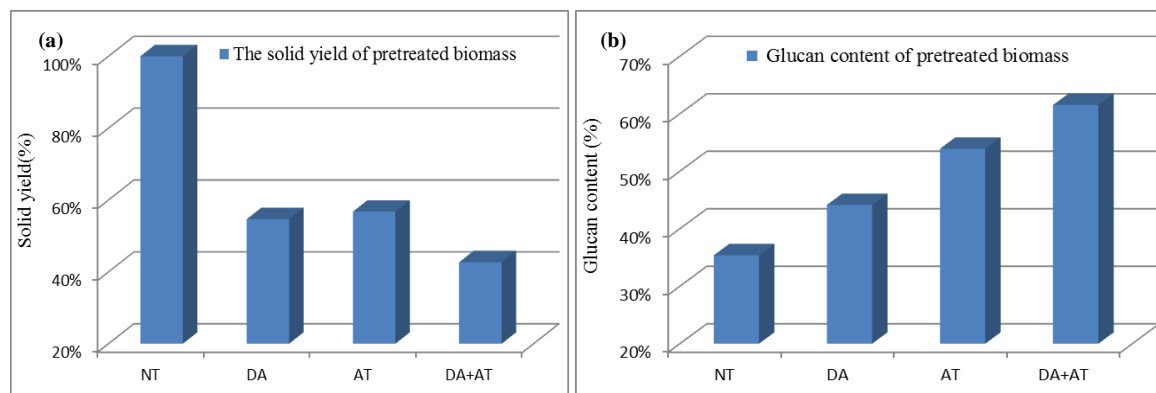 (a)
The solid yield of pretreated biomass
100%
80%
60%
40%
20%
Solid yield(%)
NT DA AT DA+AT
(b)
Glucan content of pretreated biomass
70%
60%
50%
40%
30%
20%
Glucan content (%)
NT DA AT DA+AT